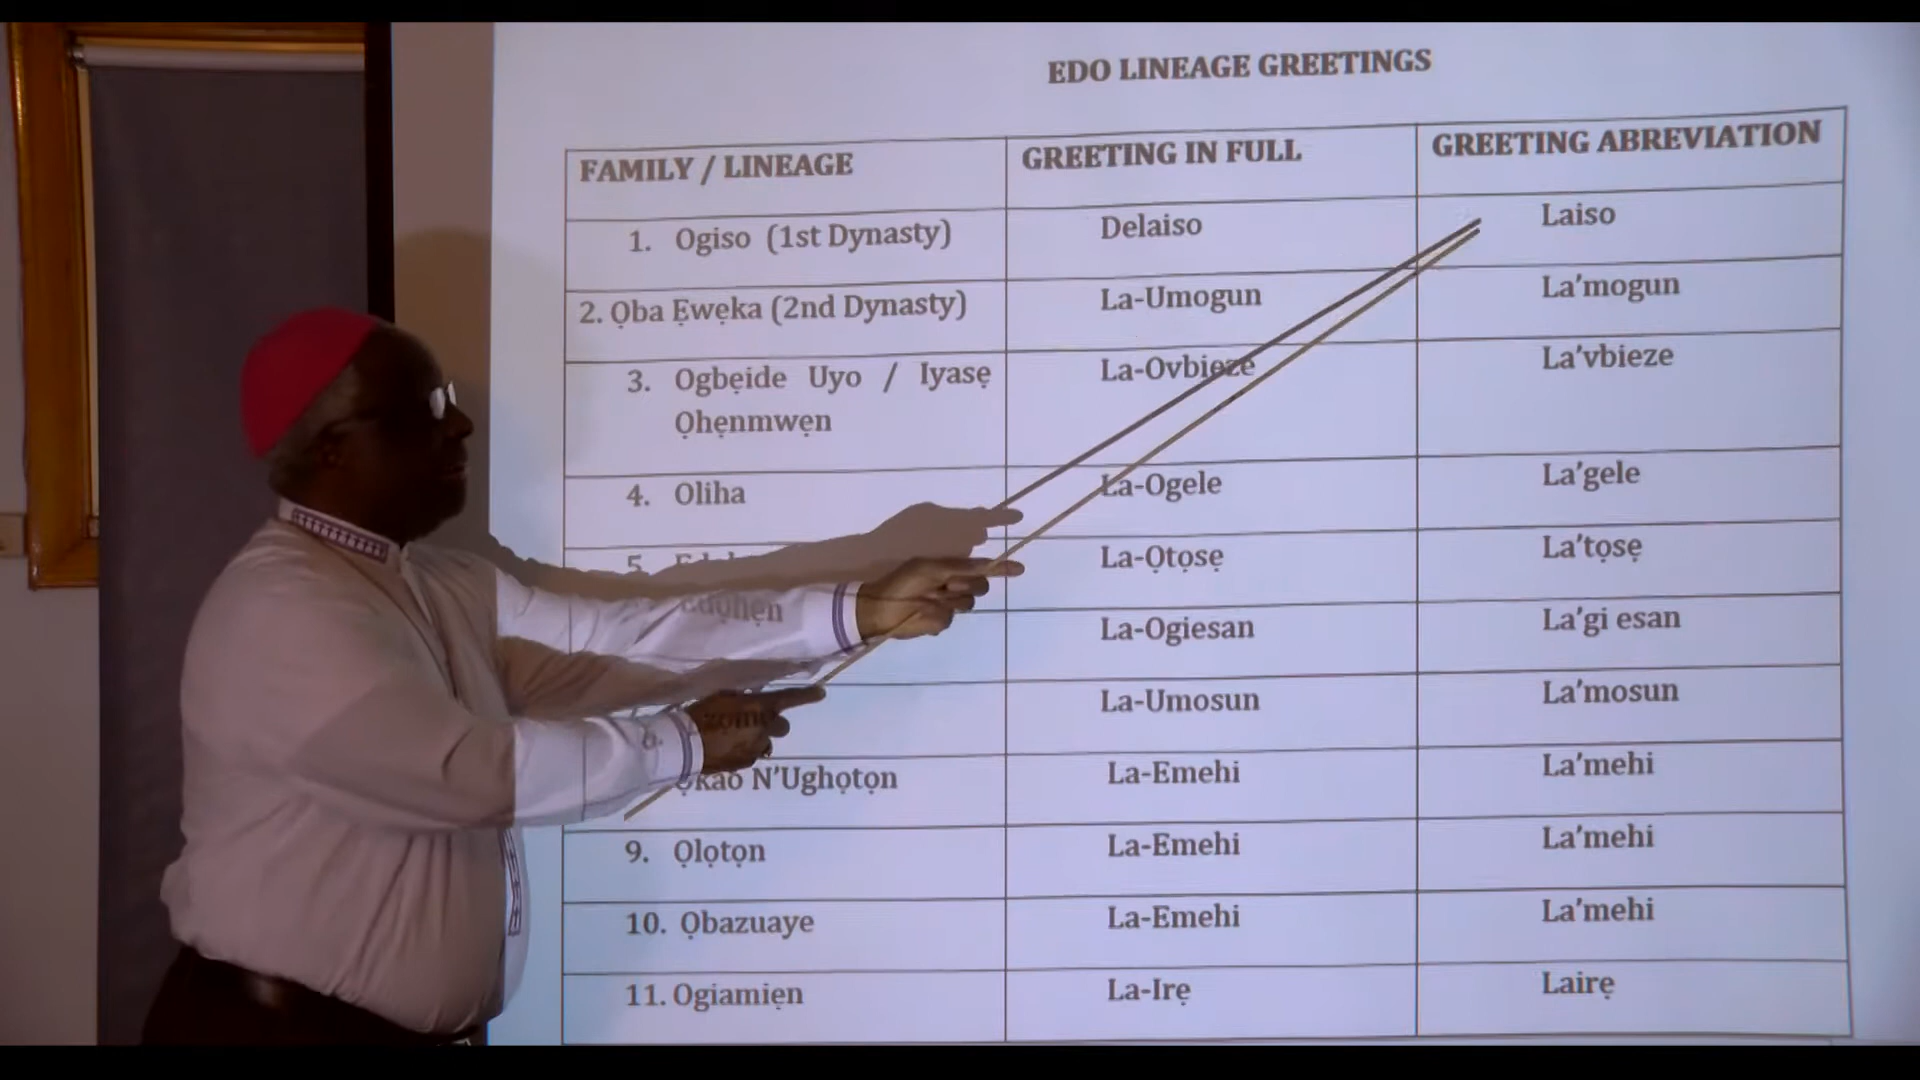 EDO LINEAGE GREETINGS
FAMILY / LINEAGE GREETING IN FULL GREETING ABREVIATION
1. Ogiso (1st Dynasty) Delaiso Laiso
2. Ọba Ẹwẹka (2nd Dynasty) La-Umogun La’mogun
3. Ogbẹide Uyo / Iyasẹ La-Ovbieze La’vbieze
Ọhẹnmwẹn
4. Oliha La-Ogele La’gele
5. La-Ọtọsẹ La’tọsẹ
Edọhẹn La-Ogiesan La’gi esan
La-Umosun La’mosun
N’Ughọtọn La-Emehi La’mehi
9. Ọlọtọn La-Emehi La’mehi
10. Ọbazuaye La-Emehi La’mehi
11. Ogiamiẹn La-Irẹ Lairẹ